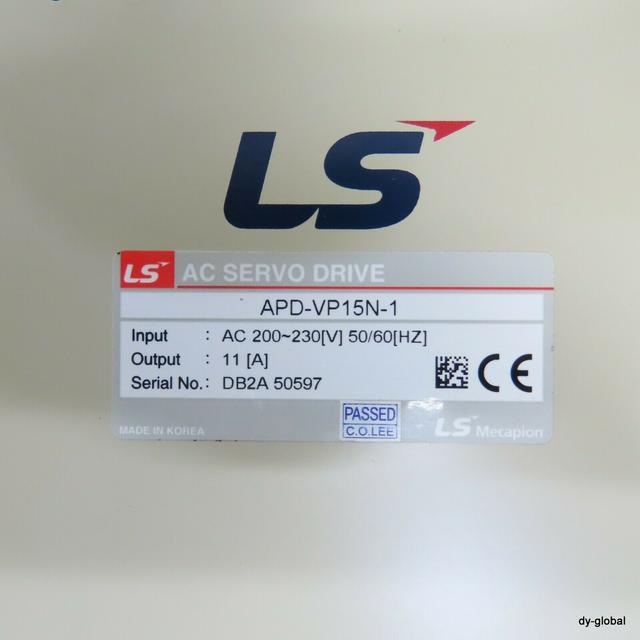 LS
LS AC SERVO DRIVE
APD-VP15N-1
Input : AC 200~230[V] 50/60[HZ]
Output : 11 [A]
Serial No. : DB2A 50597
CE
PASSED
C.O.LEE
MADE IN KOREA
LS Mecapion
dy-global